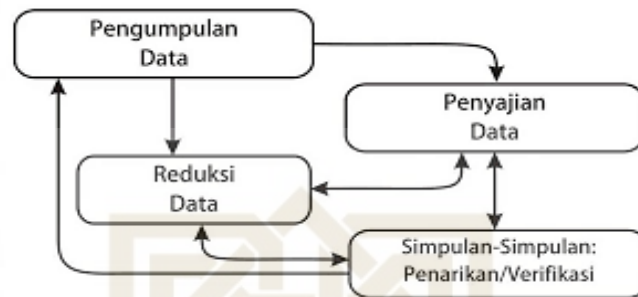 Pengumpulan
Data
Penyajian
Data
Reduksi
Data
Simpulan-Simpulan:
Penarikan/Verifikasi